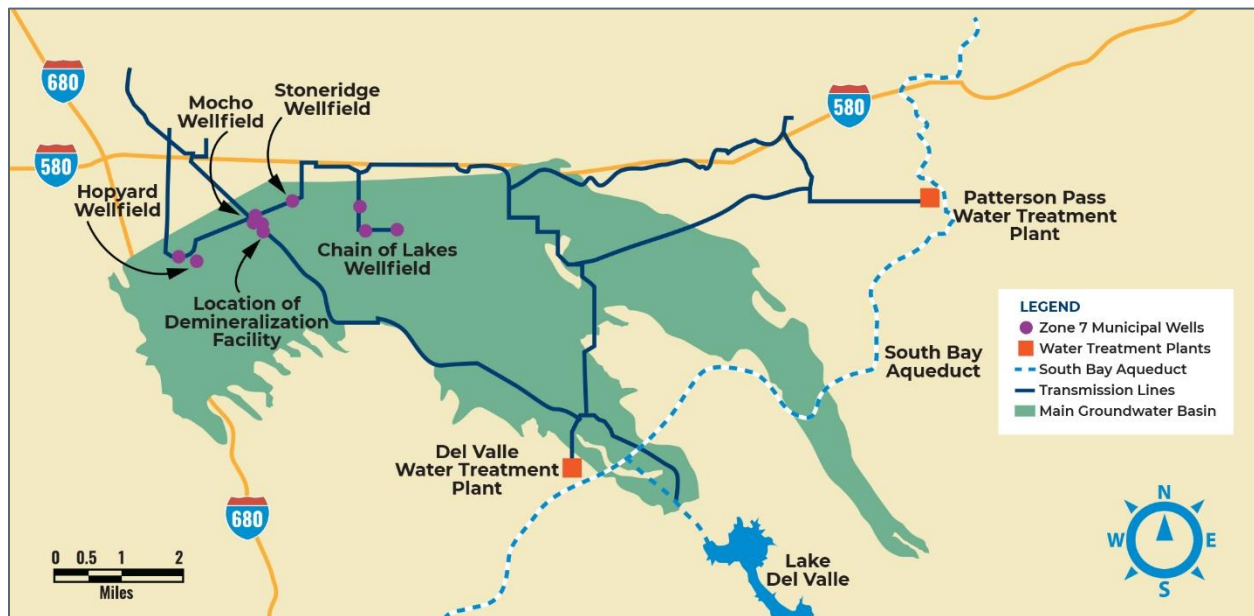 680
580
Hopyard
Wellfield
Mocho
Wellfield
Stoneridge
Wellfield
580
Patterson Pass
Water Treatment
Plant
Chain of Lakes
Wellfield
Location of
Demineralization
Facility
South Bay
Aqueduct
Del Valle
Water Treatment
Plant
680
Lake
Del Valle
LEGEND
Zone 7 Municipal Wells
Water Treatment Plants
South Bay Aqueduct
Transmission Lines
Main Groundwater Basin
0 0.5 1 2
Miles
N
W E
S